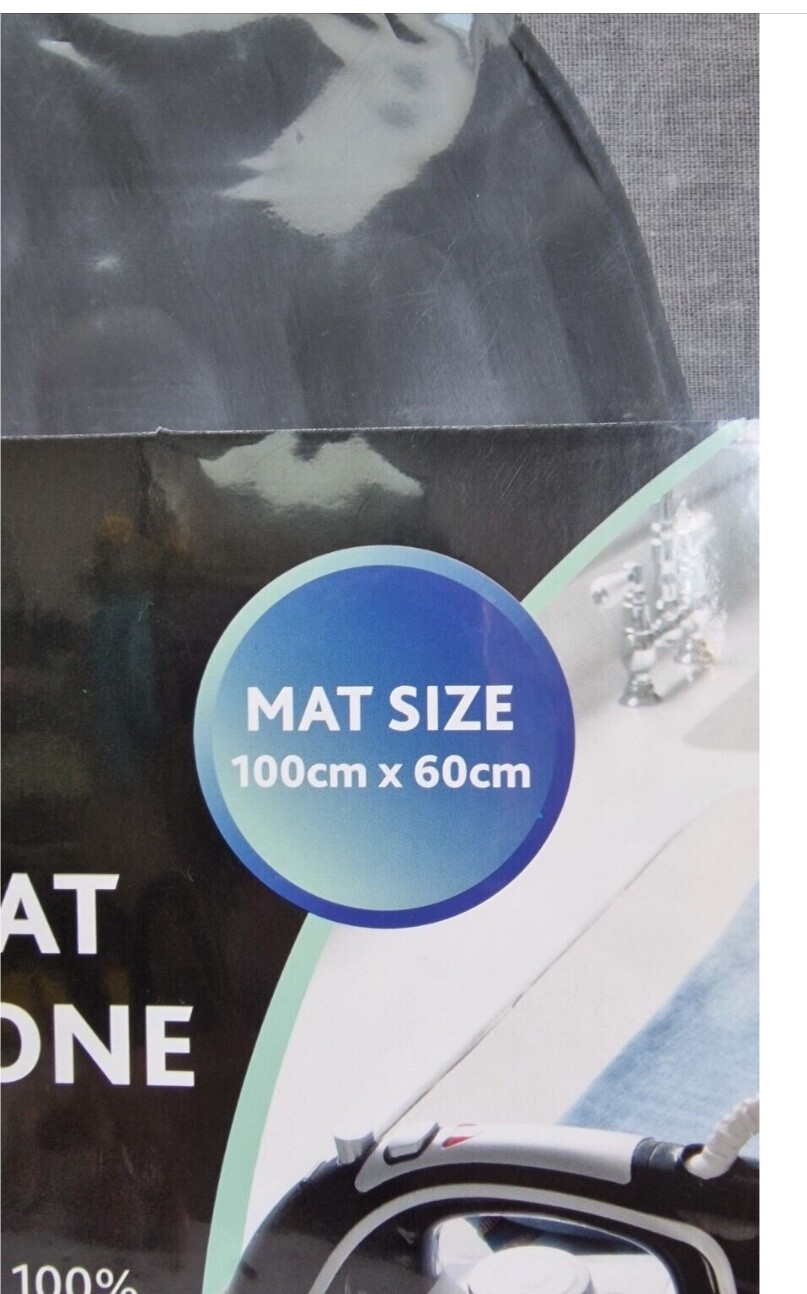 MAT SIZE
100cm x 60cm
AT
ONE
100%